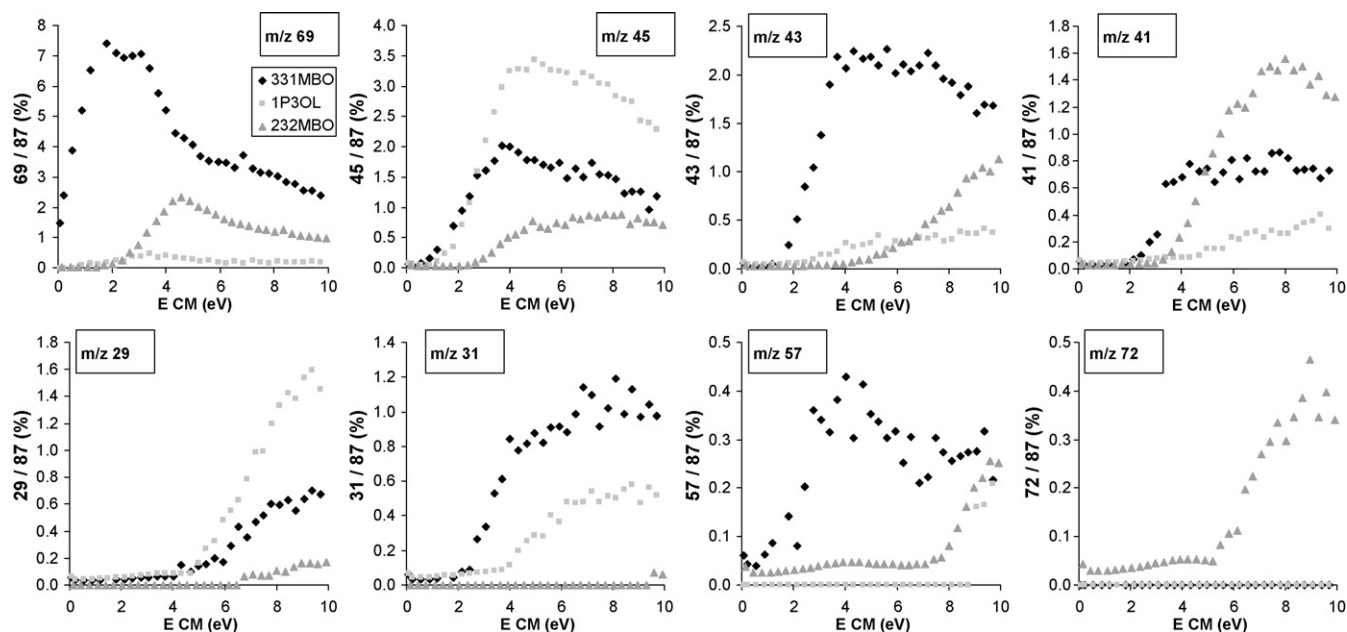 m/z 69
69 / 87 (%)
8
7
6
5
4
3
2
1
0
331MBO
1P3OL
232MBO
0 2 4 6 8 10
E CM (eV)
m/z 45
45 / 87 (%)
4.0
3.5
3.0
2.5
2.0
1.5
1.0
0.5
0.0
0 2 4 6 8 10
E CM (eV)
m/z 43
43 / 87 (%)
2.5
2.0
1.5
1.0
0.5
0.0
0 2 4 6 8 10
E CM (eV)
m/z 41
41 / 87 (%)
1.8
1.6
1.4
1.2
1.0
0.8
0.6
0.4
0.2
0.0
0 2 4 6 8 10
E CM (eV)
m/z 29
29 / 87 (%)
1.8
1.6
1.4
1.2
1.0
0.8
0.6
0.4
0.2
0.0
0 2 4 6 8 10
E CM (eV)
m/z 31
31 / 87 (%)
1.4
1.2
1.0
0.8
0.6
0.4
0.2
0.0
0 2 4 6 8 10
E CM (eV)
m/z 57
57 / 87 (%)
0.5
0.4
0.3
0.2
0.1
0.0
0 2 4 6 8 10
E CM (eV)
m/z 72
72 / 87 (%)
0.5
0.4
0.3
0.2
0.1
0.0
0 2 4 6 8 10
E CM (eV)